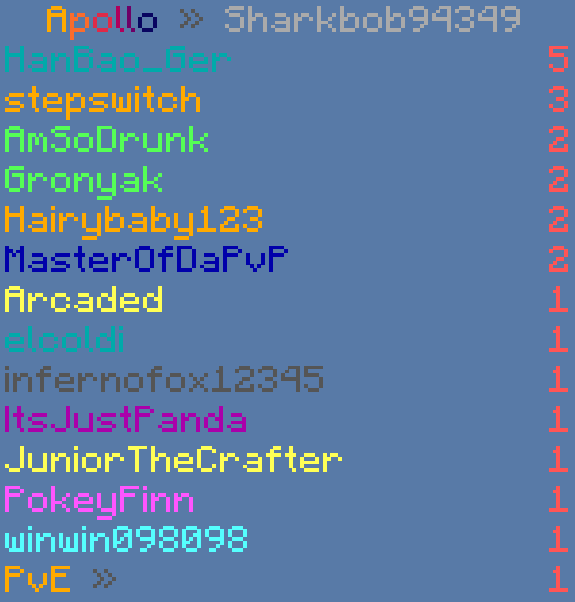 Apollo » Sharkbob94349
HanBao_Ger 5
stepswitch 3
AmSoDrunk 2
Gronyak 2
Hairybaby123 2
MasterOfDaPvP 2
Arcaded 1
elooldi 1
infernofox12345 1
ItsJustPanda 1
JuniorTheCrafter 1
PokeyFinn 1
winwin098098 1
PvE » 1